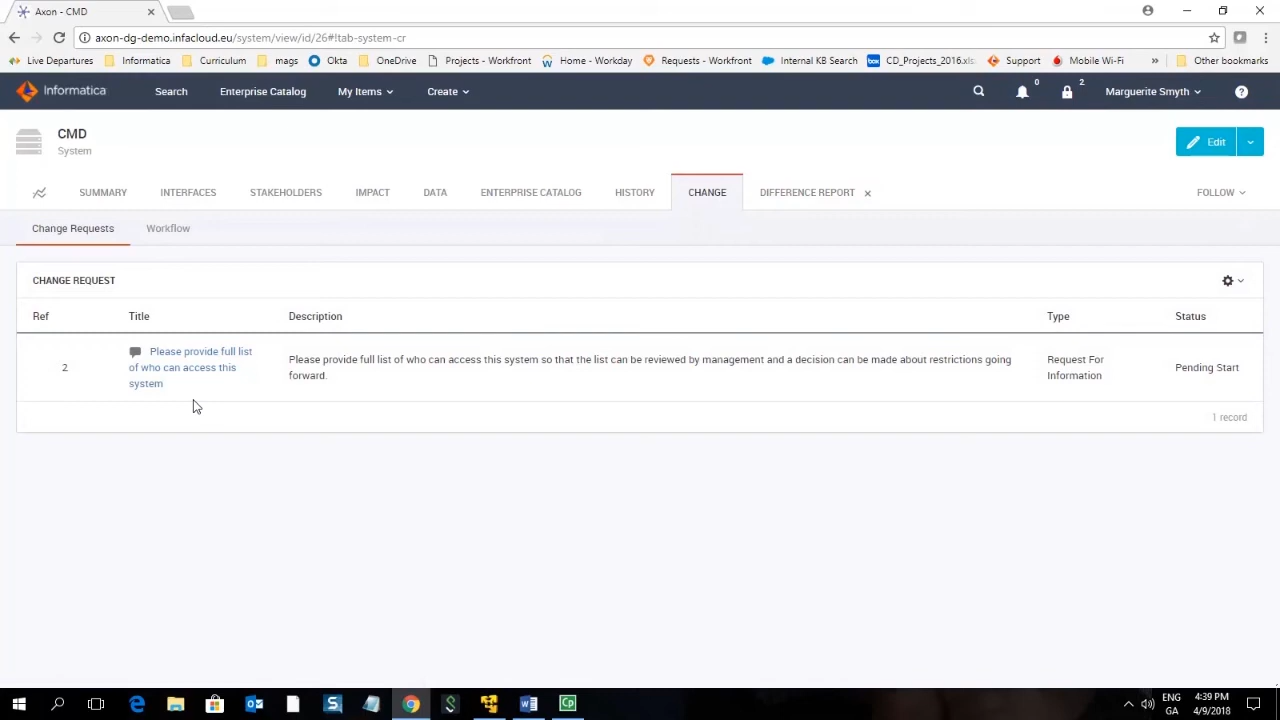 Axon - CMD
axon-dg-demo.infacloud.eu/system/view/id/26#!tab-system-cr
Live Departures Informatica Curriculum mags Okta OneDrive Projects - Workfront Home - Workday Requests - Workfront Internal KB Search CD_Projects_2016.xls Support Mobile Wi-Fi » Other bookmarks
Informatica Search Enterprise Catalog My Items Create 0 2 Marguerite Smyth ?
CMD
System
Edit
SUMMARY INTERFACES STAKEHOLDERS IMPACT DATA ENTERPRISE CATALOG HISTORY CHANGE DIFFERENCE REPORT FOLLOW
Change Requests Workflow
CHANGE REQUEST
Ref Title Description Type Status
2
Please provide full list
of who can access this
system
Please provide full list of who can access this system so that the list can be reviewed by management and a decision can be made about restrictions going
forward.
Request For
Information
Pending Start
1 record
ENG 4:39 PM
GA 4/9/2018